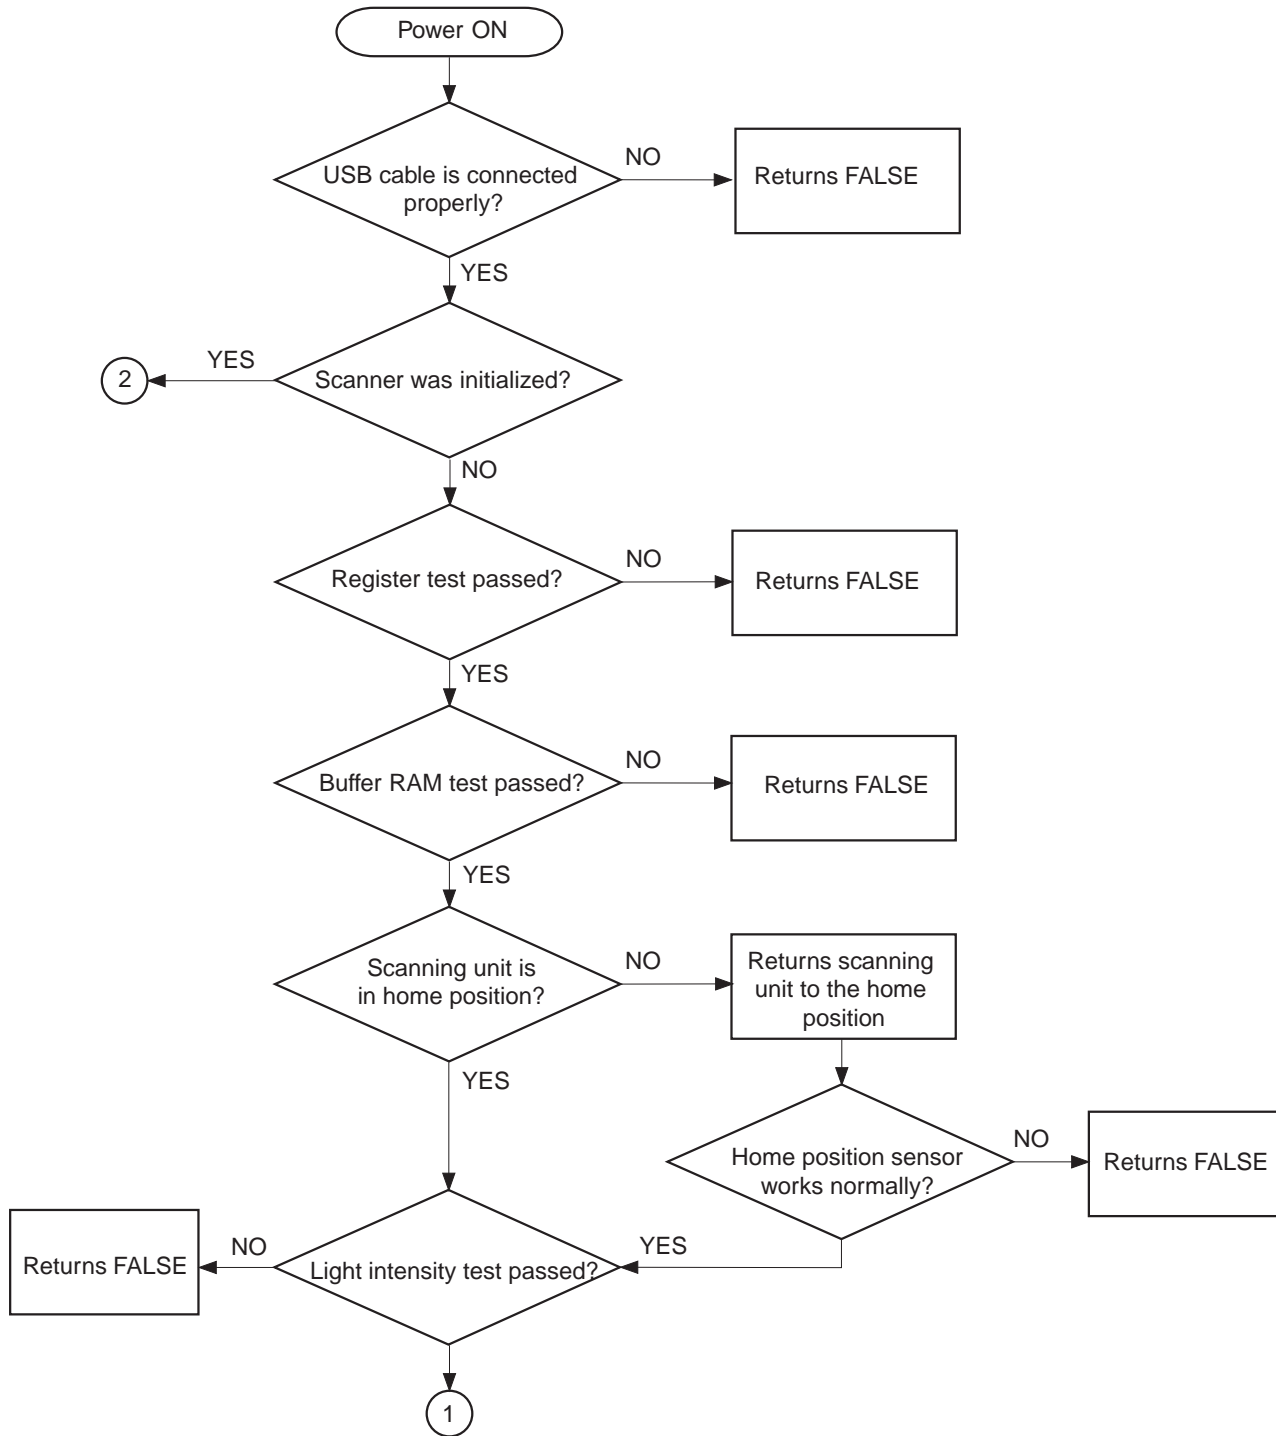 Power ON
USB cable is connected
properly?
NO
Returns FALSE
YES
YES
2
Scanner was initialized?
NO
Register test passed?
NO
Returns FALSE
YES
Buffer RAM test passed?
NO
Returns FALSE
YES
Scanning unit is
in home position?
NO
Returns scanning
unit to the home
position
YES
Home position sensor
works normally?
NO
Returns FALSE
YES
Light intensity test passed?
NO
Returns FALSE
1